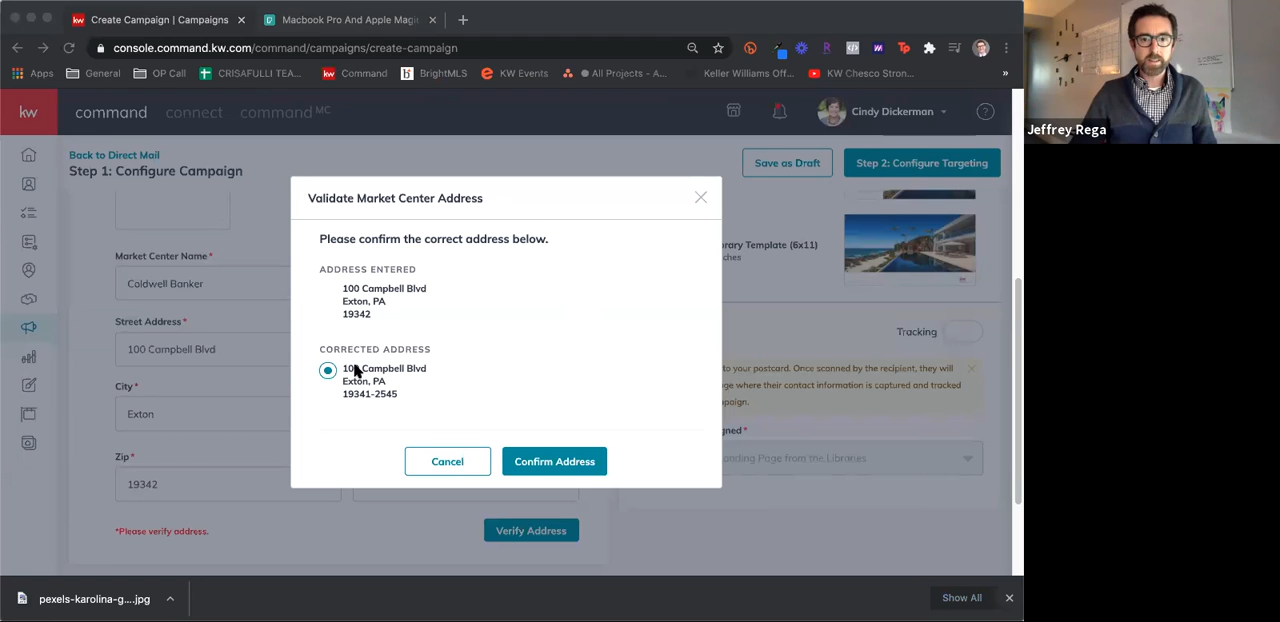 Create Campaign | Campaigns
Macbook Pro And Apple Magi
console.command.kw.com/command/campaigns/create-campaign
Apps
General
OP Call
CRISAFULLI TEA...
kw
Command
BrightMLS
KW Events
All Projects - A...
Keller Williams Off...
KW Chesco Stron...
»
kw
command
connect
command MC
Cindy Dickerman
Jeffrey Rega
Back to Direct Mail
Step 1: Configure Campaign
Save as Draft
Step 2: Configure Targeting
Validate Market Center Address
Please confirm the correct address below.
ADDRESS ENTERED
100 Campbell Blvd
Exton, PA
19342
CORRECTED ADDRESS
100 Campbell Blvd
Exton, PA
19341-2545
Cancel
Confirm Address
Market Center Name*
Coldwell Banker
Street Address*
100 Campbell Blvd
City*
Exton
Zip*
19342
*Please verify address.
Verify Address
rary Template (6x11)
ches
Tracking
to your postcard. Once scanned by the recipient, they will
ge where their contact information is captured and tracked
paign.
gned*
nding Page from the Libraries
pexels-karolina-g....jpg
Show All